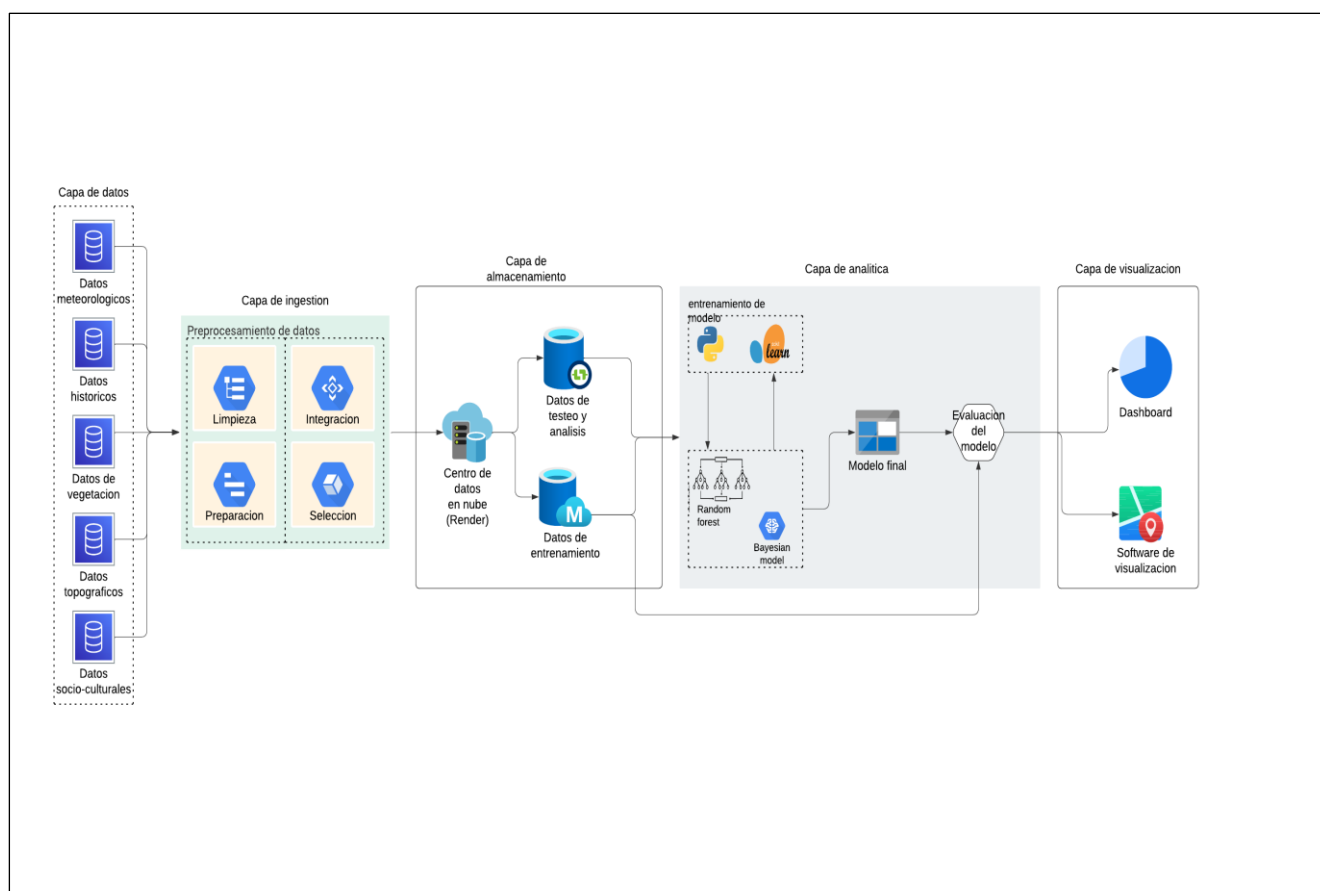 Capa de datos
Datos
meteorologicos
Datos
historicos
Datos de
vegetacion
Datos
topograficos
Datos
socio-culturales
Capa de ingestion
Preprocesamiento de datos
Limpieza
Integracion
Preparacion
Seleccion
Capa de
almacenamiento
Centro de
datos
en nube
(Render)
Datos de
testeo y
analisis
M
Datos de
entrenamiento
Capa de analitica
entrenamiento de
modelo
learn
Random
forest
Bayesian
model
Modelo final
Evaluacion
del
modelo
Capa de visualizacion
Dashboard
Software de
visualizacion